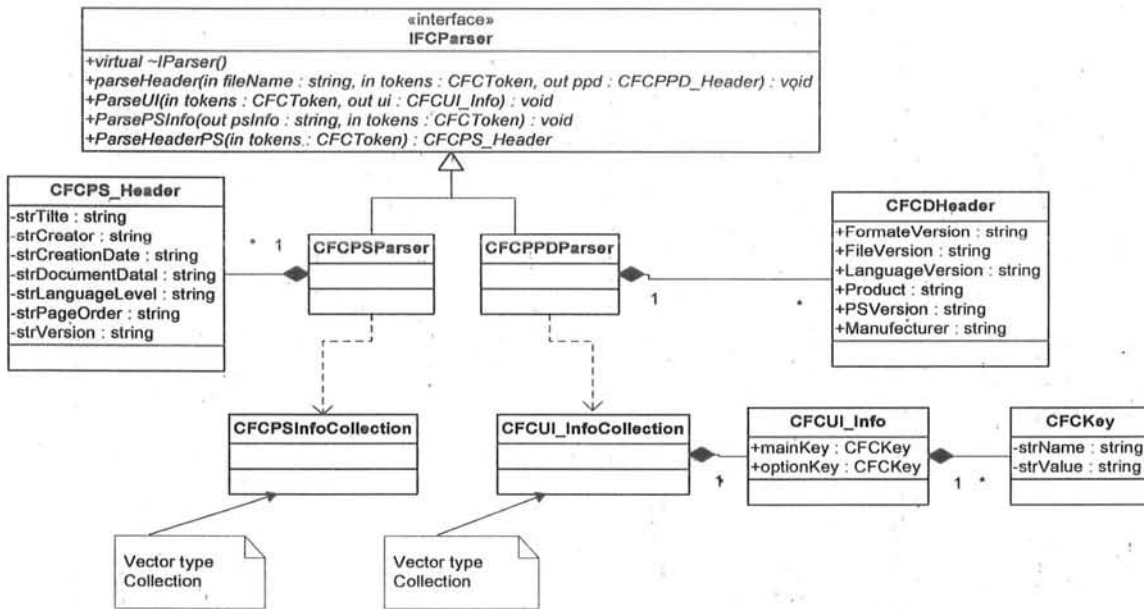 «interface»
IFCParser
+virtual ~IParser()
+parseHeader(in fileName : string, in tokens : CFCToken, out ppd : CFCPPD_Header) : void
+ParseUI(in tokens : CFCToken, out ui : CFCUI_Info) : void
+ParsePSInfo(out psInfo : string, in tokens : CFCToken) : void
+ParseHeaderPS(in tokens : CFCToken) : CFCPS_Header
CFCPS_Header
-strTilte : string
-strCreator : string
-strCreationDate : string
-strDocumentDatal : string
-strLanguageLevel : string
-strPageOrder : string
-strVersion : string
* 1
CFCPSParser
CFCPPDParser
1
*
CFCDHeader
+FormateVersion : string
+FileVersion : string
+LanguageVersion : string
+Product : string
+PSVersion : string
+Manufecturer : string
CFCPSInfoCollection
CFCUI_InfoCollection
1
CFCUI_Info
+mainKey : CFCKey
+optionKey : CFCKey
1 *
CFCKey
-strName : string
-strValue : string
Vector type
Collection
Vector type
Collection